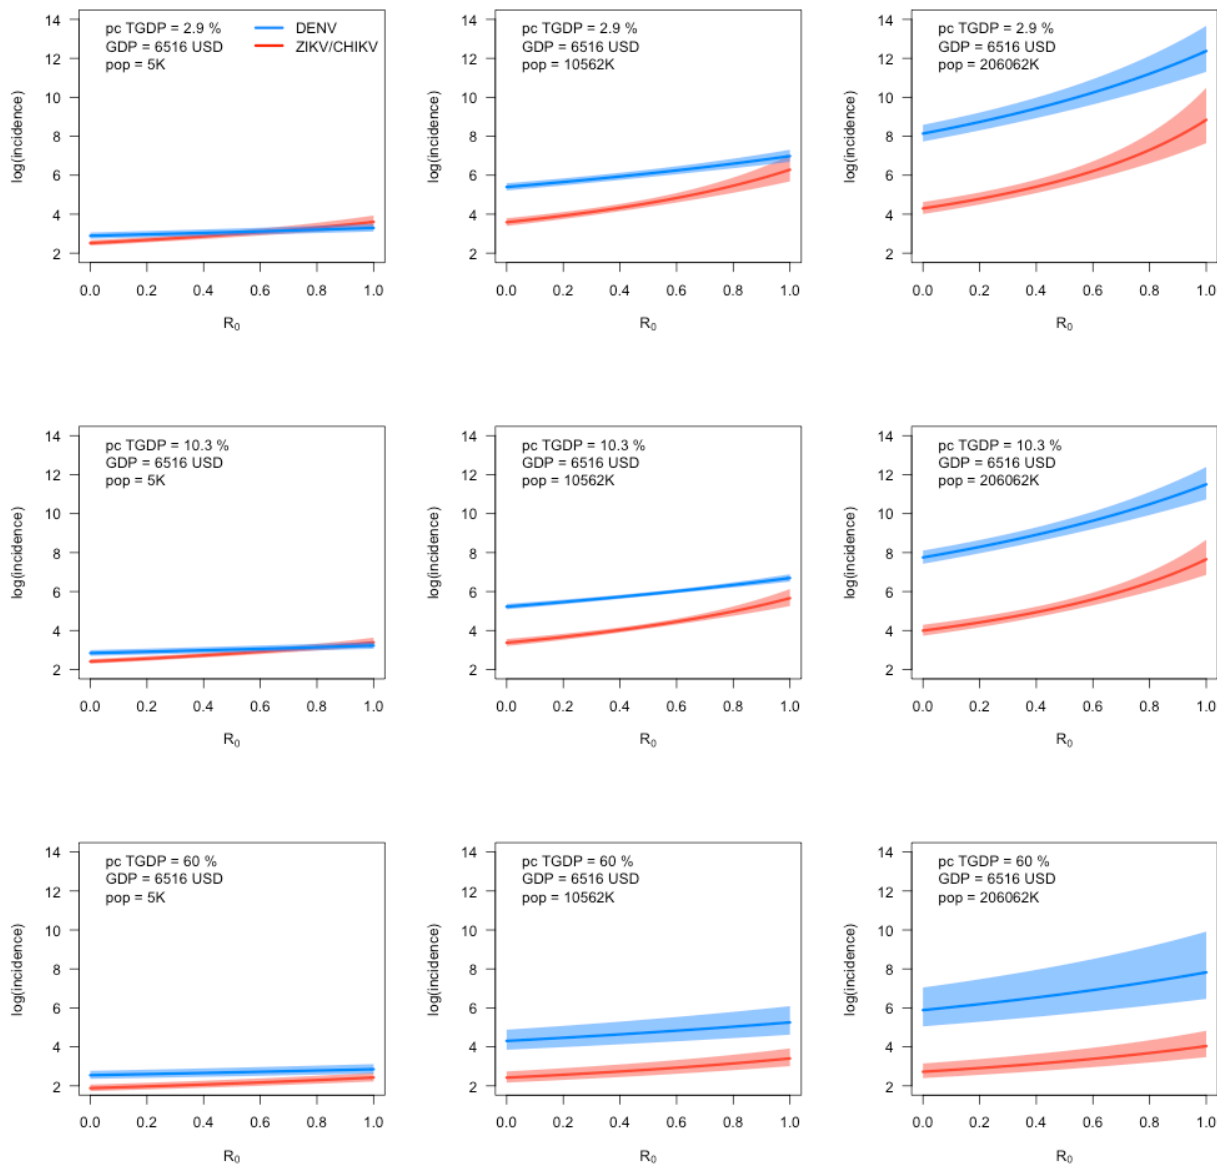 pc TGDP = 2.9 %
GDP = 6516 USD
pop = 5K
DENV
ZIKV/CHIKV
log(incidence)
14
12
10
8
6
4
2
0.0 0.2 0.4 0.6 0.8 1.0
R0
pc TGDP = 2.9 %
GDP = 6516 USD
pop = 10562K
log(incidence)
14
12
10
8
6
4
2
0.0 0.2 0.4 0.6 0.8 1.0
R0
pc TGDP = 2.9 %
GDP = 6516 USD
pop = 206062K
log(incidence)
14
12
10
8
6
4
2
0.0 0.2 0.4 0.6 0.8 1.0
R0
pc TGDP = 10.3 %
GDP = 6516 USD
pop = 5K
log(incidence)
14
12
10
8
6
4
2
0.0 0.2 0.4 0.6 0.8 1.0
R0
pc TGDP = 10.3 %
GDP = 6516 USD
pop = 10562K
log(incidence)
14
12
10
8
6
4
2
0.0 0.2 0.4 0.6 0.8 1.0
R0
pc TGDP = 10.3 %
GDP = 6516 USD
pop = 206062K
log(incidence)
14
12
10
8
6
4
2
0.0 0.2 0.4 0.6 0.8 1.0
R0
pc TGDP = 60 %
GDP = 6516 USD
pop = 5K
log(incidence)
14
12
10
8
6
4
2
0.0 0.2 0.4 0.6 0.8 1.0
R0
pc TGDP = 60 %
GDP = 6516 USD
pop = 10562K
log(incidence)
14
12
10
8
6
4
2
0.0 0.2 0.4 0.6 0.8 1.0
R0
pc TGDP = 60 %
GDP = 6516 USD
pop = 206062K
log(incidence)
14
12
10
8
6
4
2
0.0 0.2 0.4 0.6 0.8 1.0
R0